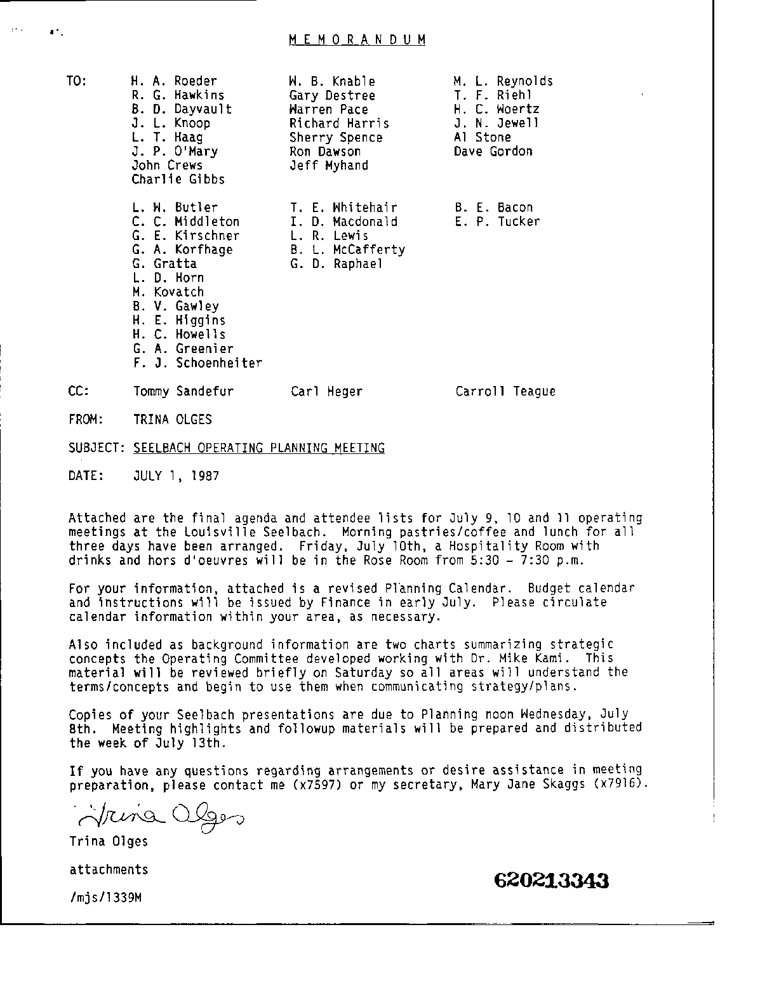 MEMORANDUM
TO: H. A. Roeder W. B. Knable M. L. Reynolds
R. G. Hawkins Gary Destree T. F. Riehl
B. D. Dayvault Warren Pace H. C. Woertz
J. L. Knoop Richard Harris J. N. Jewell
L. T. Haag Sherry Spence Al Stone
J. P. O'Mary Ron Dawson Dave Gordon
John Crews Jeff Myhand
Charlie Gibbs
L. W. Butler T. E. Whitehair B. E. Bacon
C. C. Middleton I. D. Macdonald E. P. Tucker
G. E. Kirschner L. R. Lewis
G. A. Korfhage B. L. McCafferty
G. Gratta G. D. Raphael
L. D. Horn
M. Kovatch
B. V. Gawley
H. E. Higgins
H. C. Howells
G. A. Greenier
F. J. Schoenheiter
CC: Tommy Sandefur Carl Heger Carroll Teague
FROM: TRINA OLGES
SUBJECT: SEELBACH OPERATING PLANNING MEETING
DATE: JULY 1, 1987
Attached are the final agenda and attendee lists for July 9, 10 and 11 operating
meetings at the Louisville Seelbach. Morning pastries/coffee and lunch for all
three days have been arranged. Friday, July 10th, a Hospitality Room with
drinks and hors d'oeuvres will be in the Rose Room from 5:30 - 7:30 p.m.
For your information, attached is a revised Planning Calendar. Budget calendar
and instructions will be issued by Finance in early July. Please circulate
calendar information within your area, as necessary.
Also included as background information are two charts summarizing strategic
concepts the Operating Committee developed working with Dr. Mike Kami. This
material will be reviewed briefly on Saturday so all areas will understand the
terms/concepts and begin to use them when communicating strategy/plans.
Copies of your Seelbach presentations are due to Planning noon Wednesday, July
8th. Meeting highlights and followup materials will be prepared and distributed
the week of July 13th.
If you have any questions regarding arrangements or desire assistance in meeting
preparation, please contact me (x7597) or my secretary, Mary Jane Skaggs (x7916).
Trina Olges
Trina Olges
attachments
620213343
/mjs/1339M